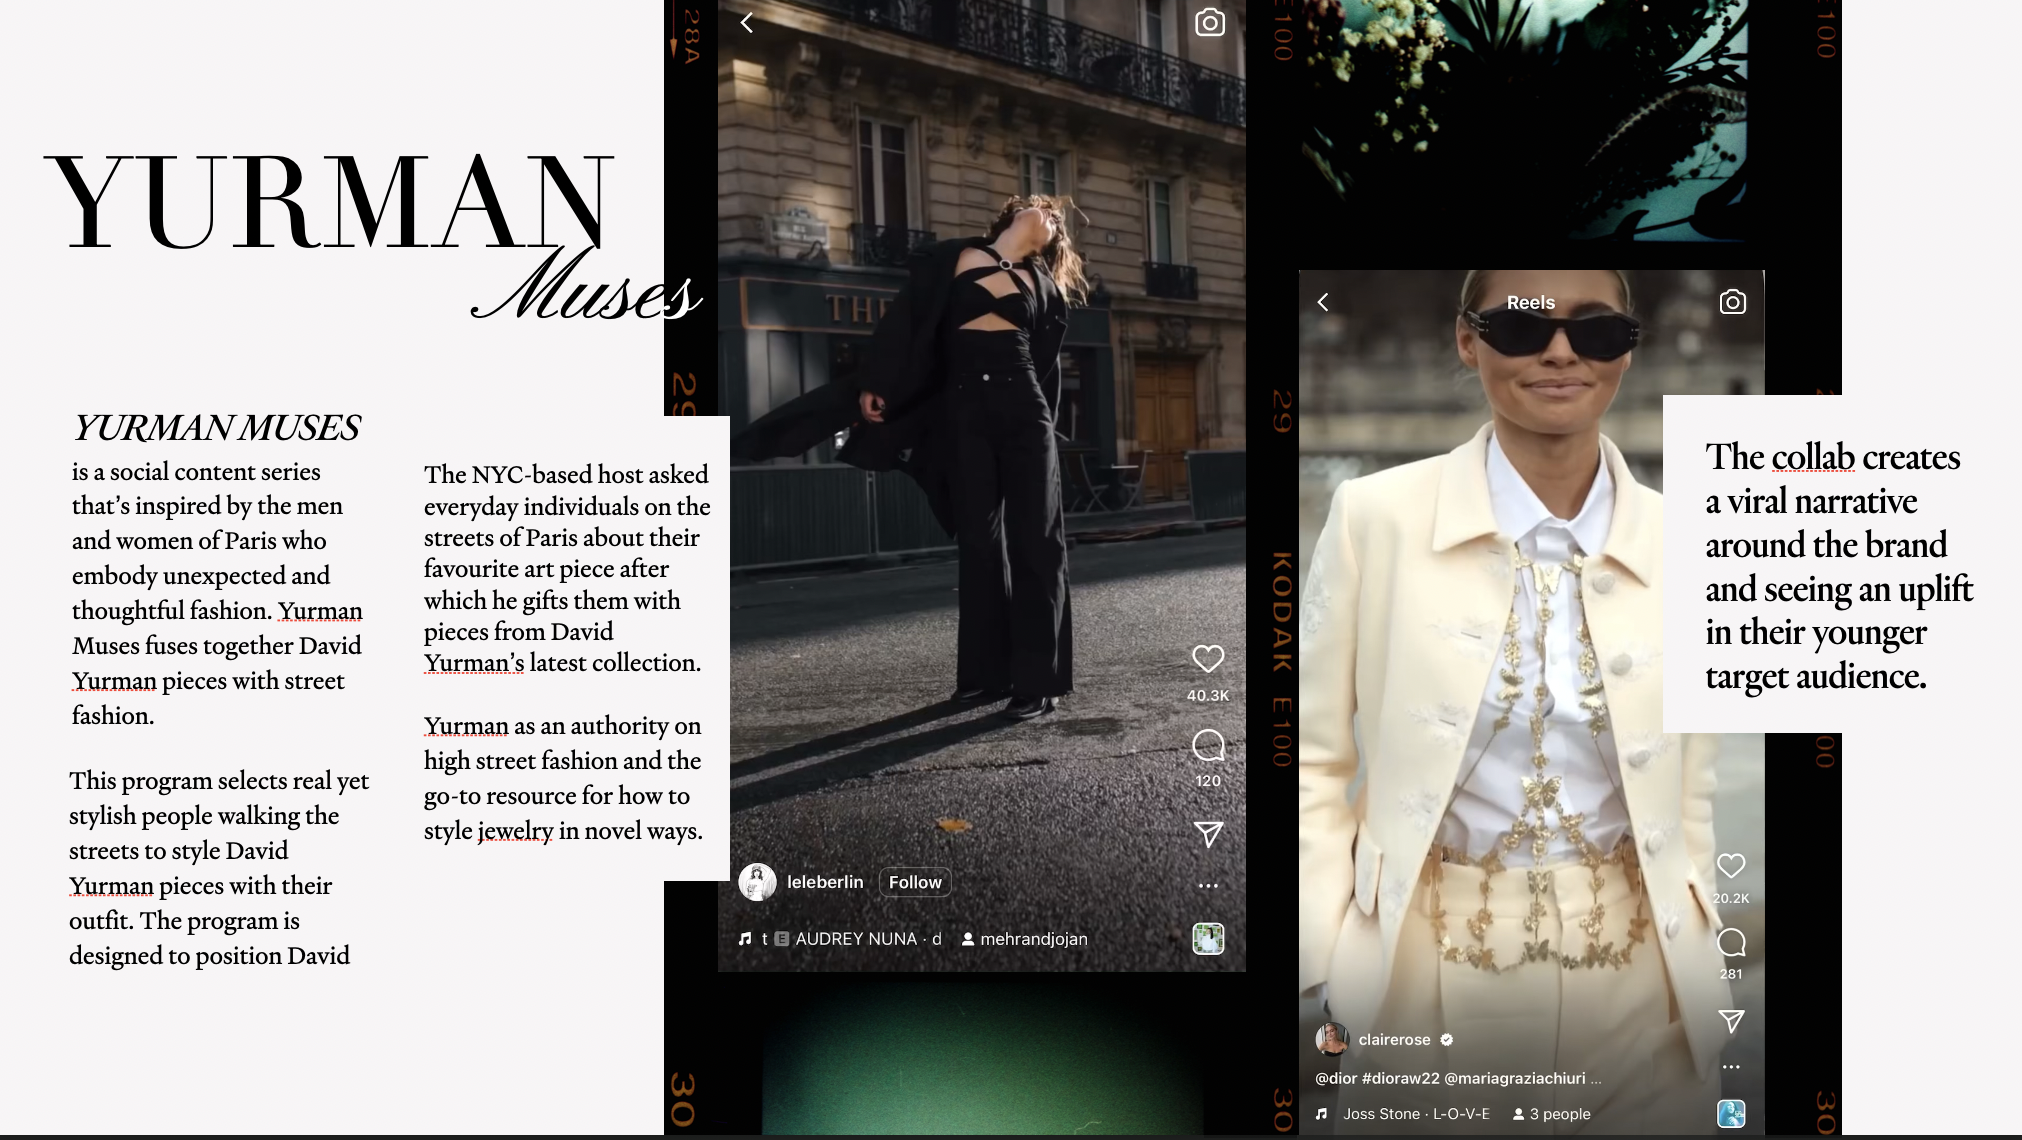 YURMAN
Muses
YURMAN MUSES
is a social content series
that’s inspired by the men
and women of Paris who
embody unexpected and
thoughtful fashion. Yurman
Muses fuses together David
Yurman pieces with street
fashion.
This program selects real yet
stylish people walking the
streets to style David
Yurman pieces with their
outfit. The program is
designed to position David
The NYC-based host asked
everyday individuals on the
streets of Paris about their
favourite art piece after
which he gifts them with
pieces from David
Yurman’s latest collection.
Yurman as an authority on
high street fashion and the
go-to resource for how to
style jewelry in novel ways.
28A
29
30
THE
40.3K
120
leleberlin Follow
t E AUDREY NUNA · d mehrandjojan
E100
29
KODAK E100
30
E100
Reels
20.2K
281
clairerose
@dior #dioraw22 @mariagraziachiuri ...
Joss Stone · L-O-V-E 3 people
The collab creates
a viral narrative
around the brand
and seeing an uplift
in their younger
target audience.
00
30